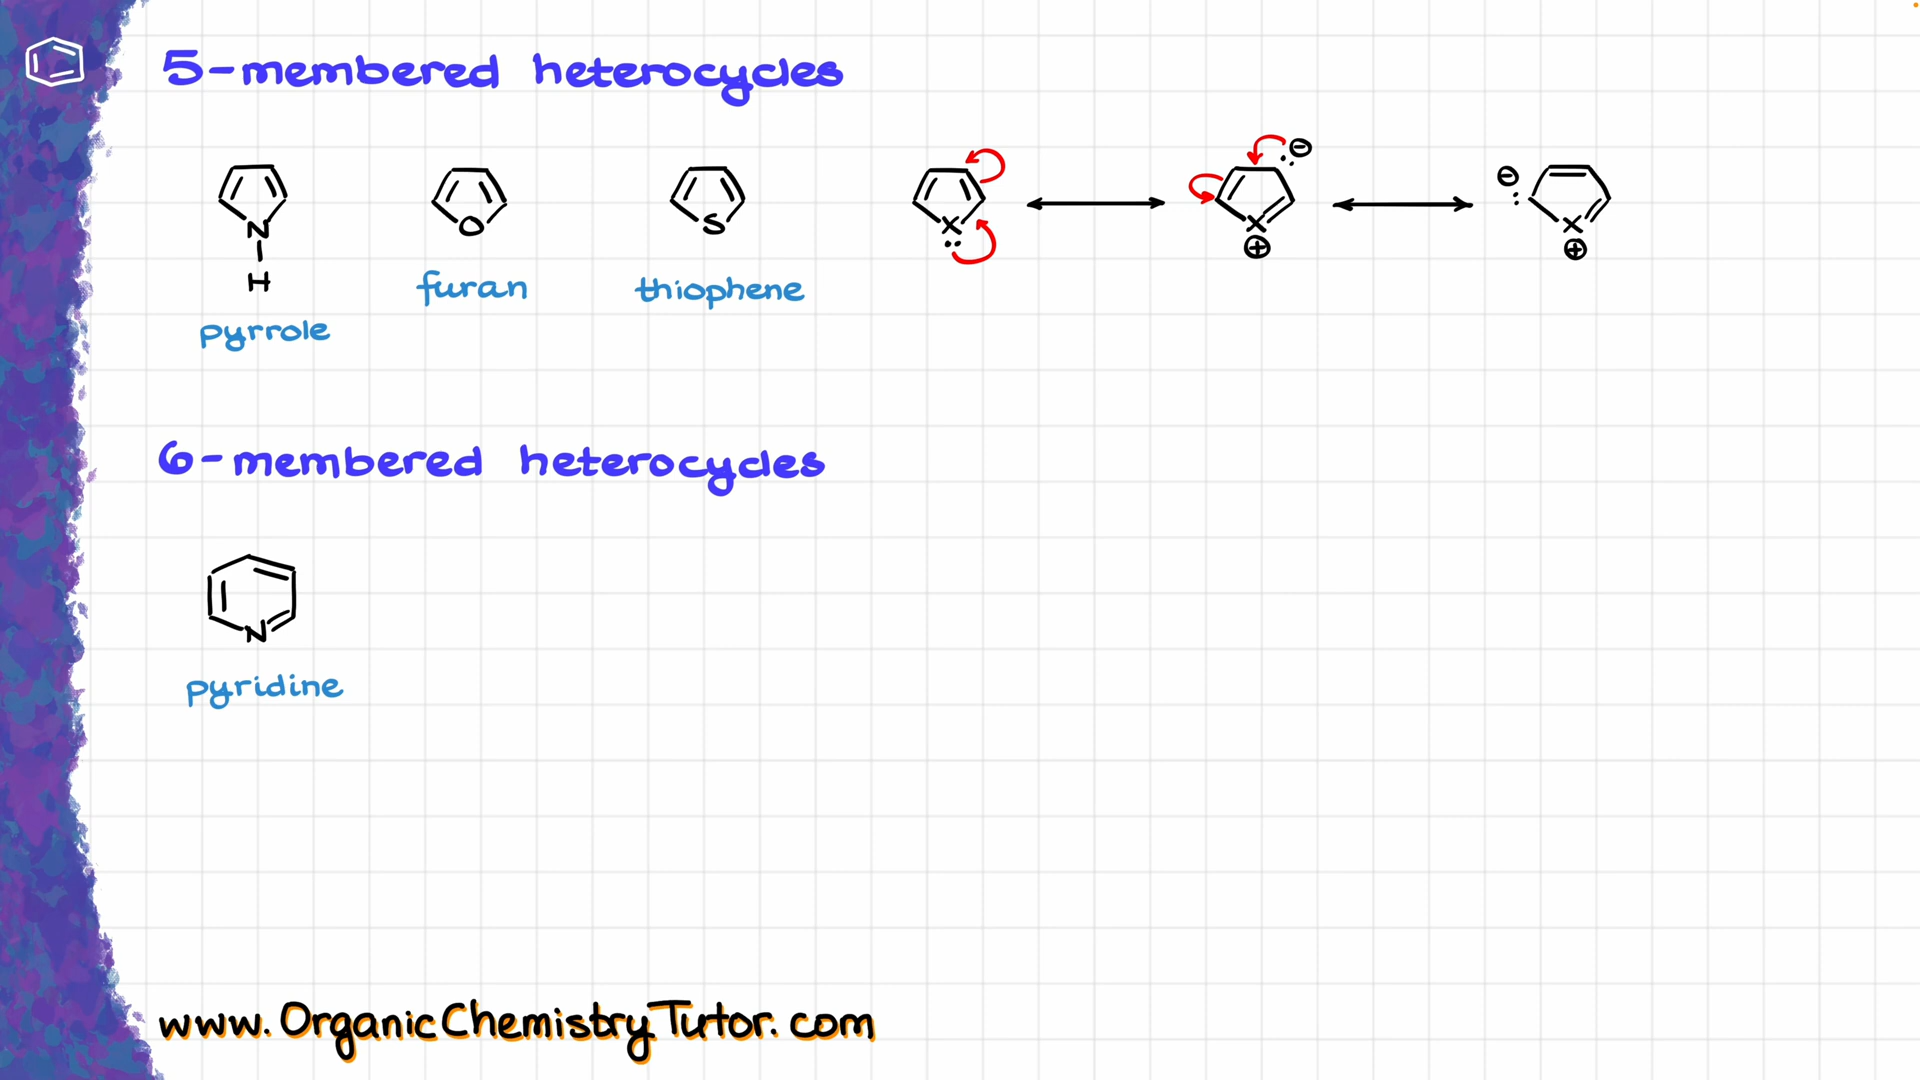 5-membered heterocycles
N
H
pyrrole
O
furan
S
thiophene
X
••
⊖
••
X
⊕
⊖
••
X
⊕
6-membered heterocycles
N
pyridine
www.OrganicChemistryTutor.com